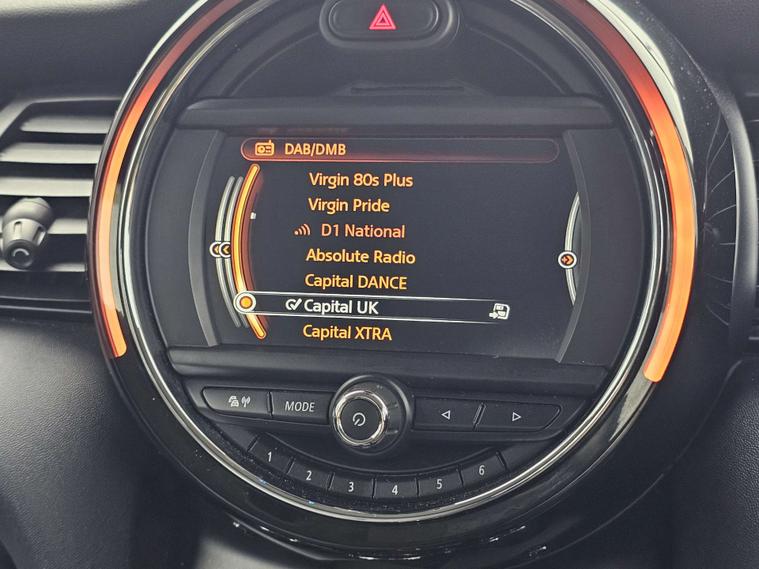 DAB/DMB
Virgin 80s Plus
Virgin Pride
D1 National
Absolute Radio
Capital DANCE
Capital UK
Capital XTRA
MODE
1 2 3 4 5 6